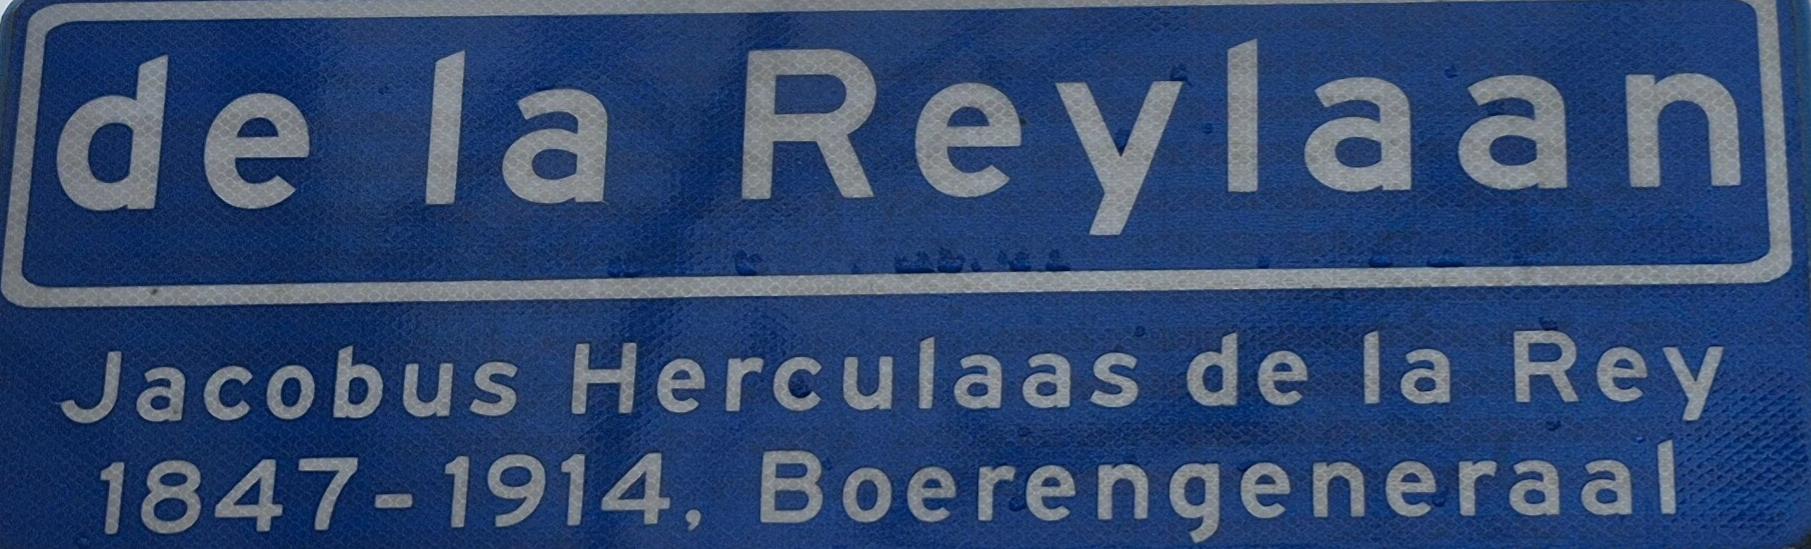 de la Reylaan
Jacobus Herculaas de la Rey
1847-1914, Boerengeneraal